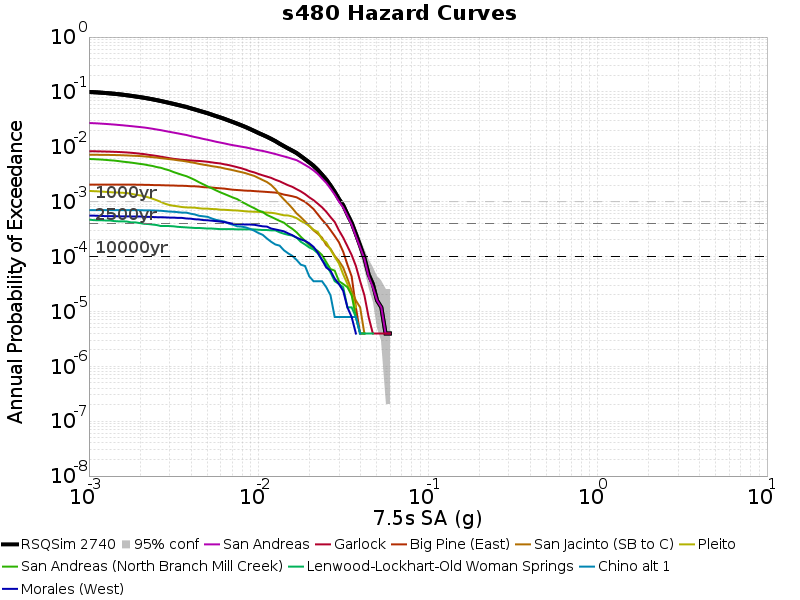 s480 Hazard Curves
Annual Probability of Exceedance
10^0
10^-1
10^-2
10^-3
10^-4
10^-5
10^-6
10^-7
10^-8
1000yr
2500yr
10000yr
10^-3 10^-2 10^-1 10^0 10^1
7.5s SA (g)
RSQSim 2740 95% conf San Andreas Garlock Big Pine (East) San Jacinto (SB to C) Pleito
San Andreas (North Branch Mill Creek) Lenwood-Lockhart-Old Woman Springs Chino alt 1
Morales (West)